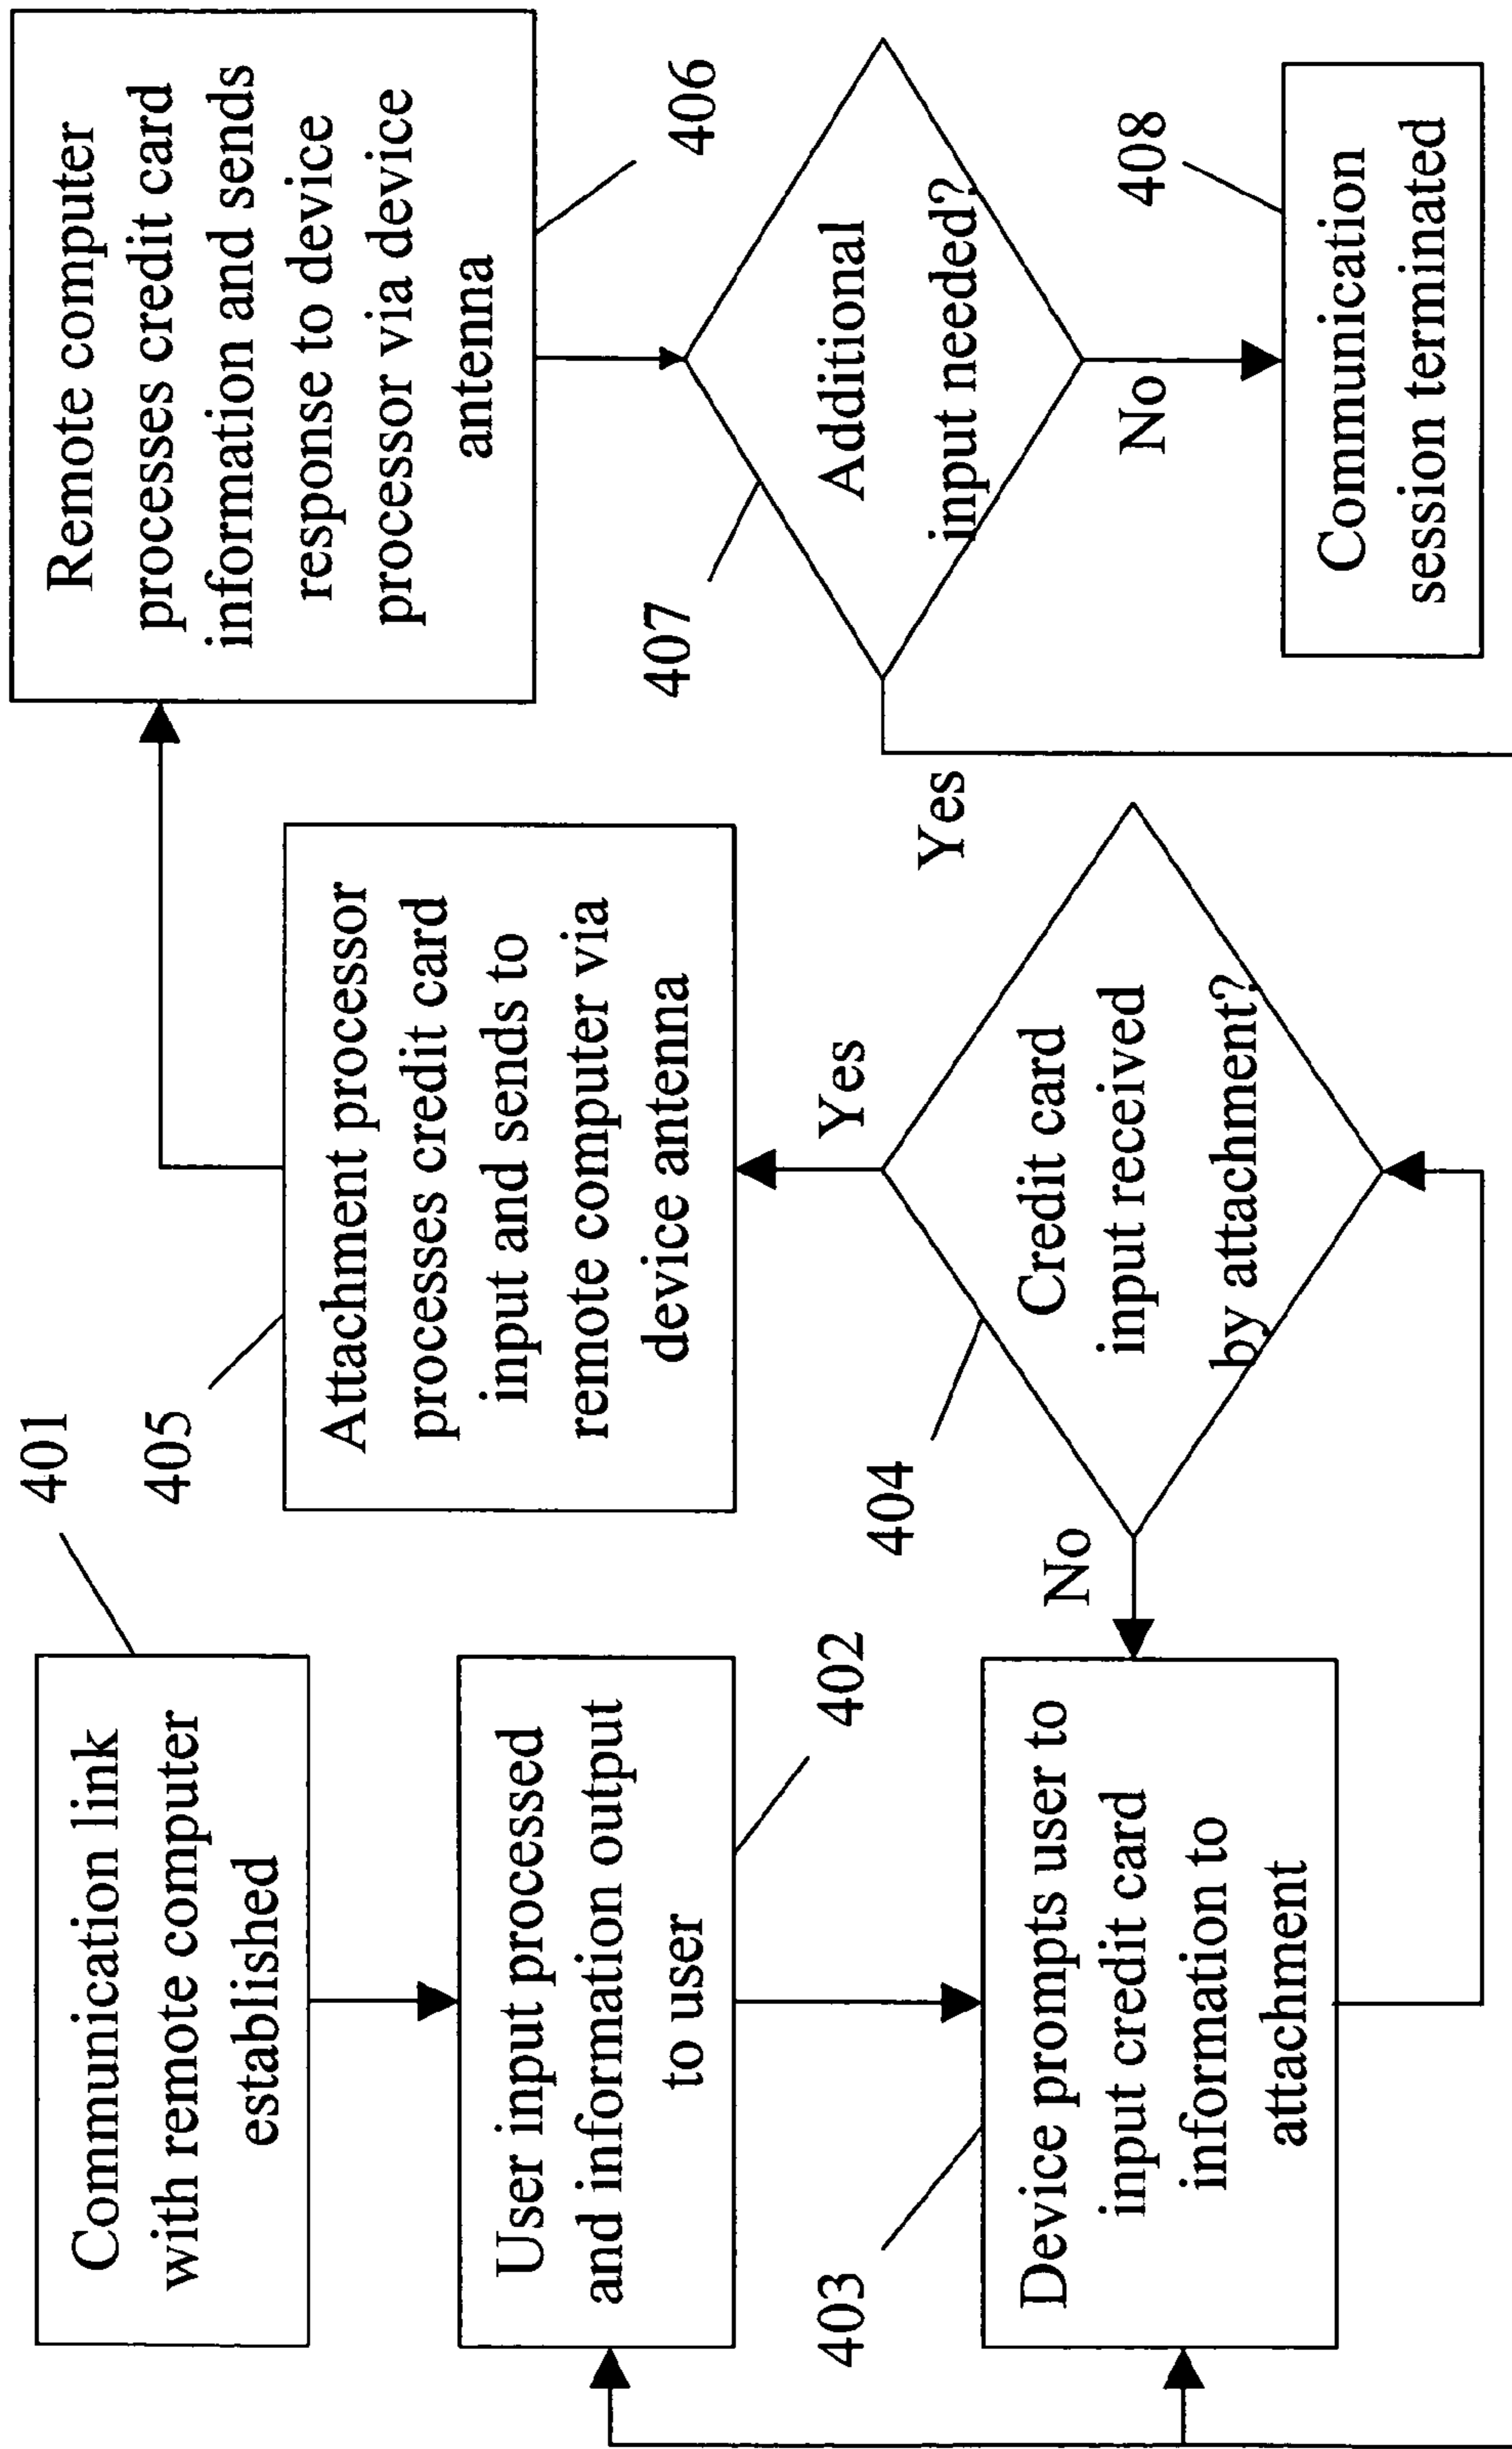 401
Communication link
with remote computer
established
User input processed
and information output
to user
402
403
Device prompts user to
input credit card
information to
attachment
No
404
Credit card
input received
by attachment?
Yes
405
Attachment processor
processes credit card
input and sends to
remote computer via
device antenna
Remote computer
processes credit card
information and sends
response to device
processor via device
antenna
406
407
Additional
input needed?
Yes
No
408
Communication
session terminated